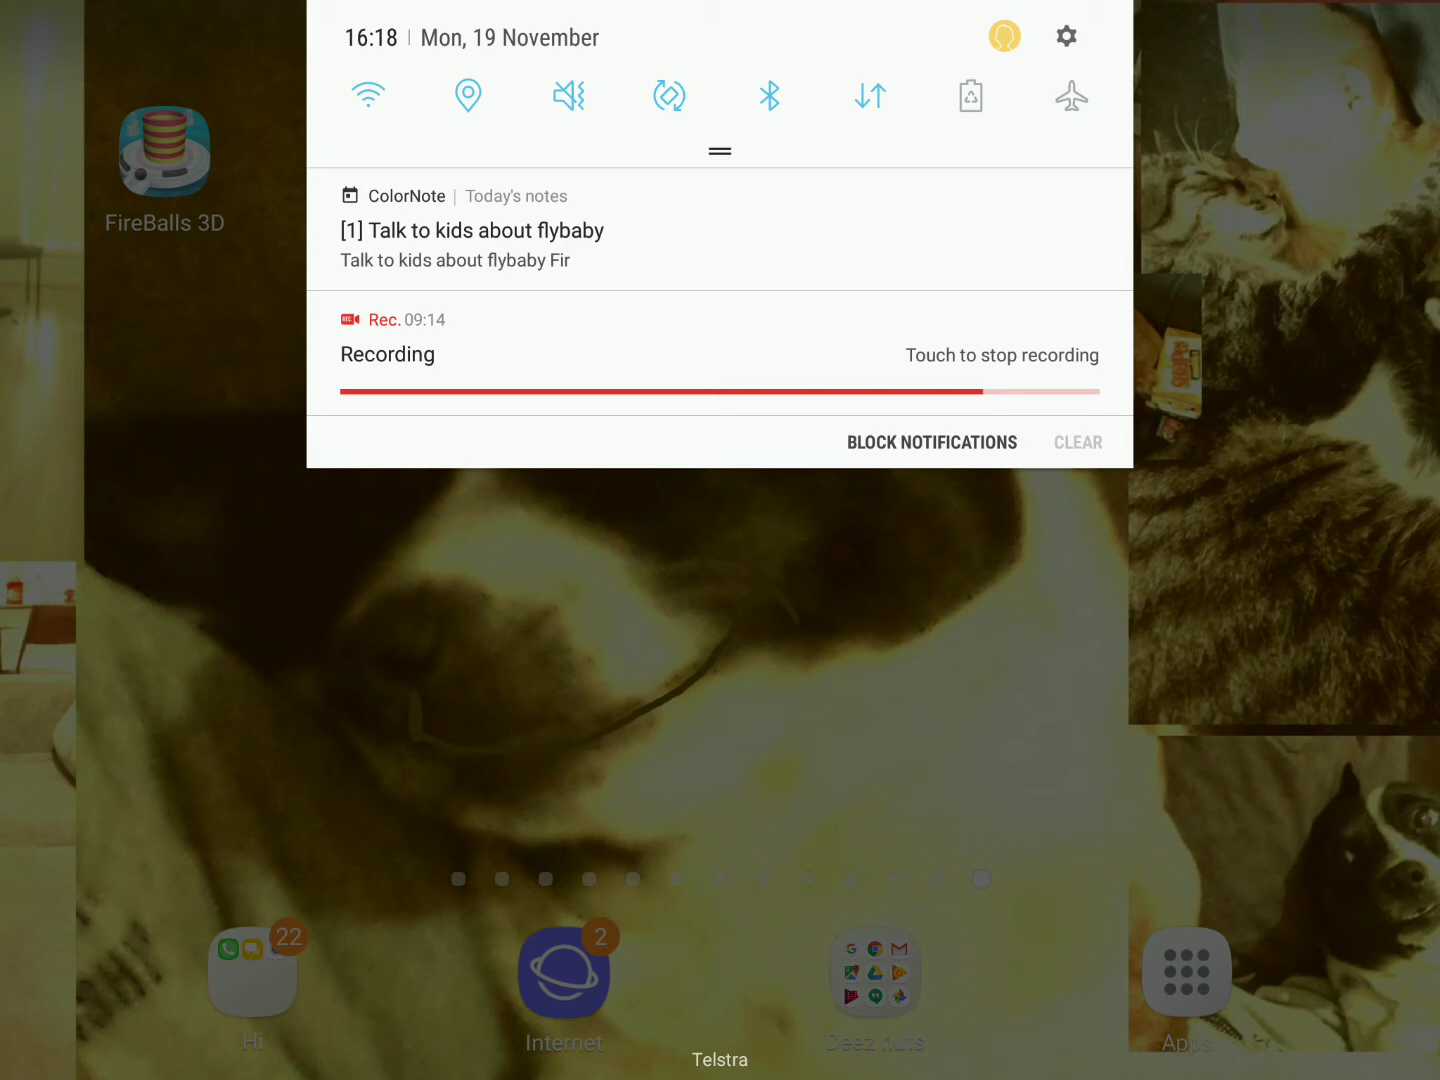 16:18 | Mon, 19 November
FireBalls 3D
ColorNote | Today's notes
[1] Talk to kids about flybaby
Talk to kids about flybaby Fir
REC Rec. 09:14
Recording
Touch to stop recording
BLOCK NOTIFICATIONS
CLEAR
22
2
Hi
Internet
Deez nuts
Apps
Telstra